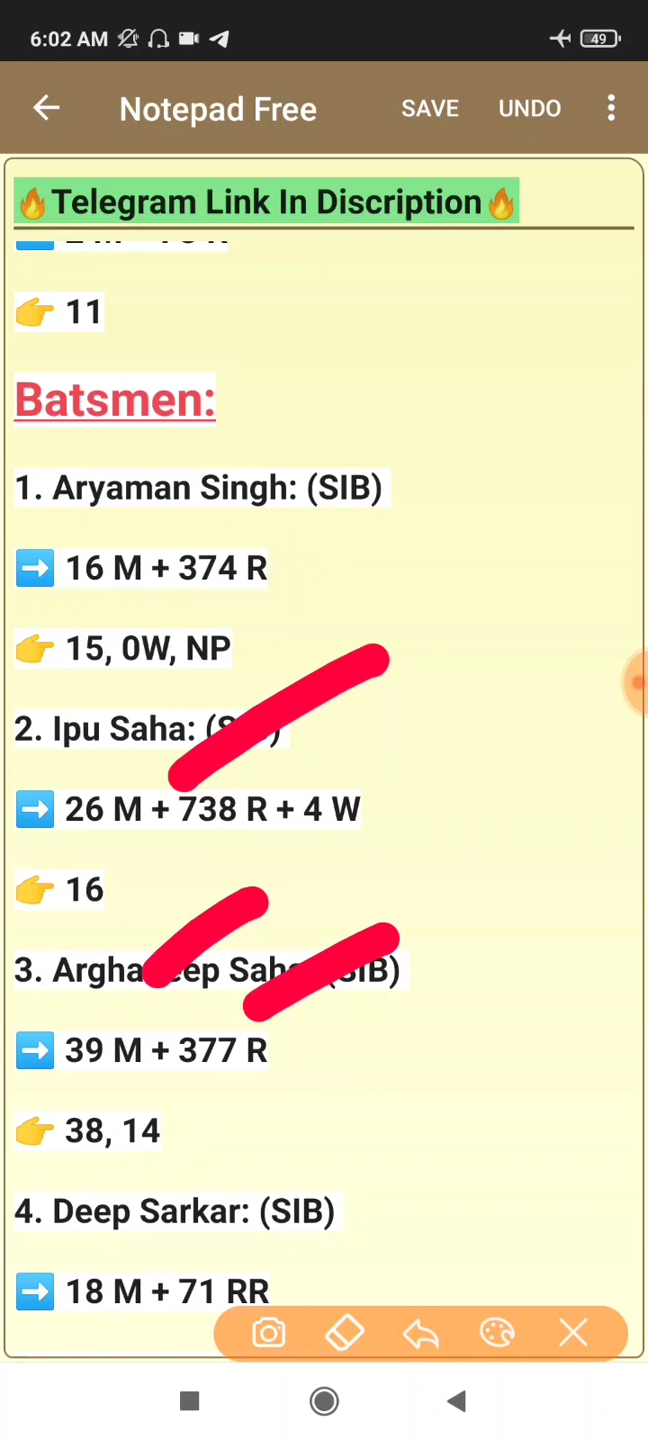 6:02 AM
49
Notepad Free SAVE UNDO
🔥Telegram Link In Discription🔥
👉 11
Batsmen:
1. Aryaman Singh: (SIB)
➡️ 16 M + 374 R
👉 15, 0W, NP
2. Ipu Saha:
➡️ 26 M + 738 R + 4 W
👉 16
3.
➡️ 39 M + 377 R
👉 38, 14
4. Deep Sarkar: (SIB)
➡️ 18 M + 71 RR